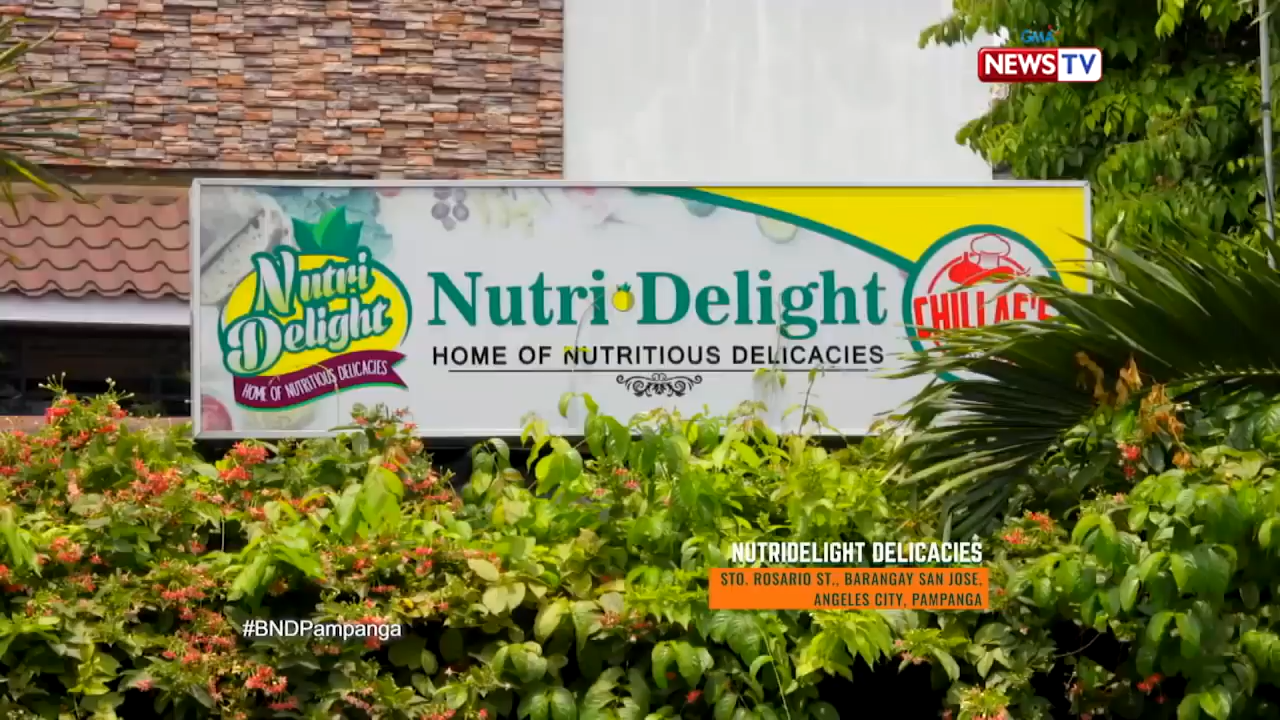 GMA
NEWS TV
Nutri
Delight
HOME OF NUTRITIOUS DELICACIES
Nutri Delight
HOME OF NUTRITIOUS DELICACIES
NUTRIDELIGHT DELICACIES
STO. ROSARIO ST., BARANGAY SAN JOSE,
ANGELES CITY, PAMPANGA
#BNDPampanga